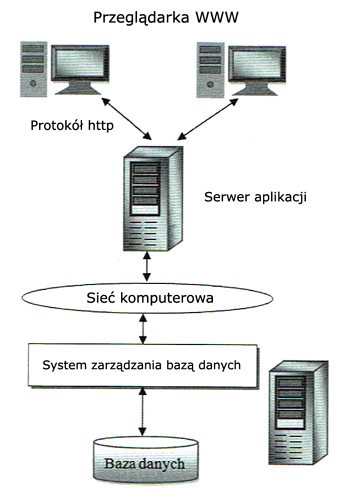 Przeglądarka WWW
Protokół http
Serwer aplikacji
Sieć komputerowa
System zarządzania bazą danych
Baza danych